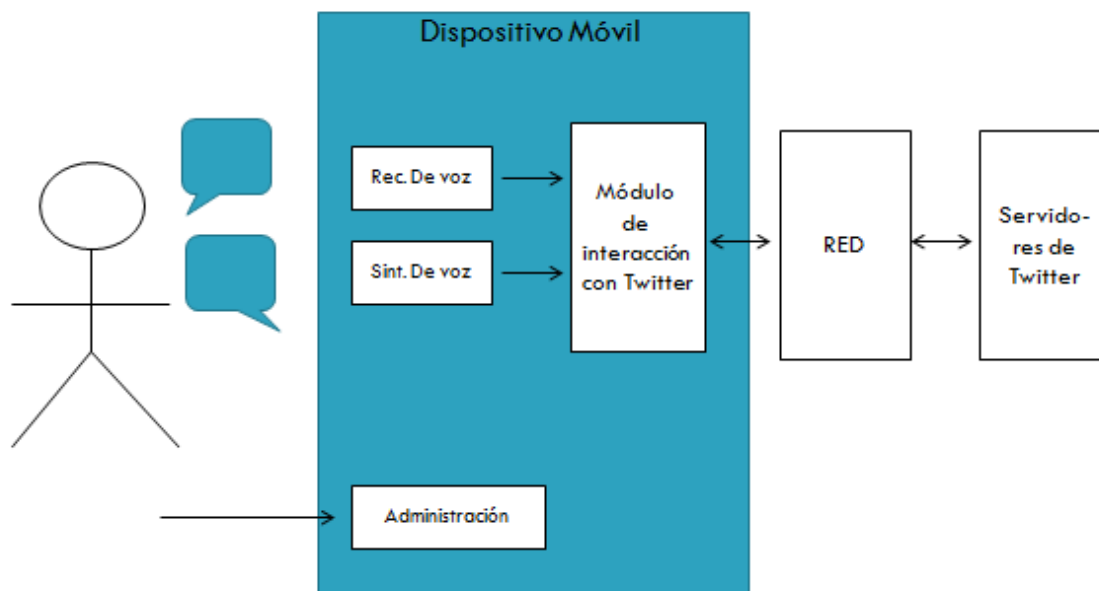 Dispositivo Móvil
Rec. De voz
Sint. De voz
Módulo
de
interacción
con Twitter
RED
Servido-
res de
Twitter
Administración